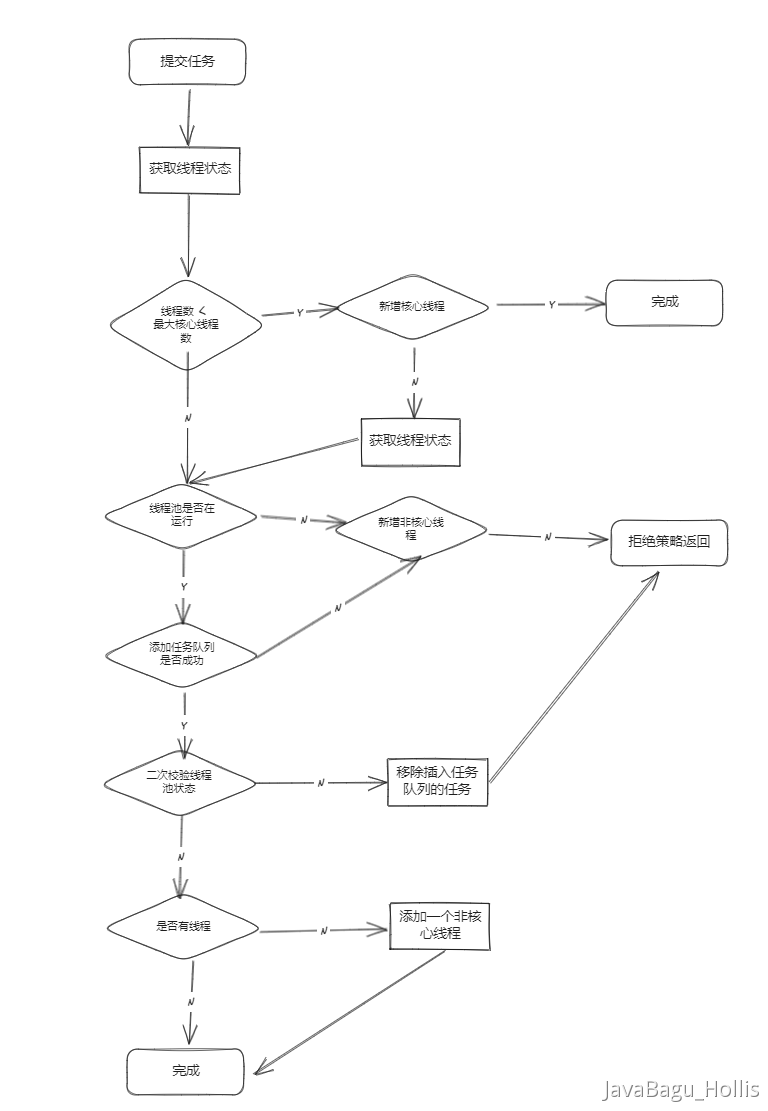 提交任务
获取线程状态
线程数 <
最大核心线程
数
Y
新增核心线程
Y
完成
N
N
获取线程状态
线程池是否在
运行
N
新增非核心线
程
N
拒绝策略返回
Y
N
添加任务队列
是否成功
Y
二次校验线程
池状态
N
移除插入任务
队列的任务
N
是否有线程
N
添加一个非核
心线程
N
完成
JavaBagu_Hollis